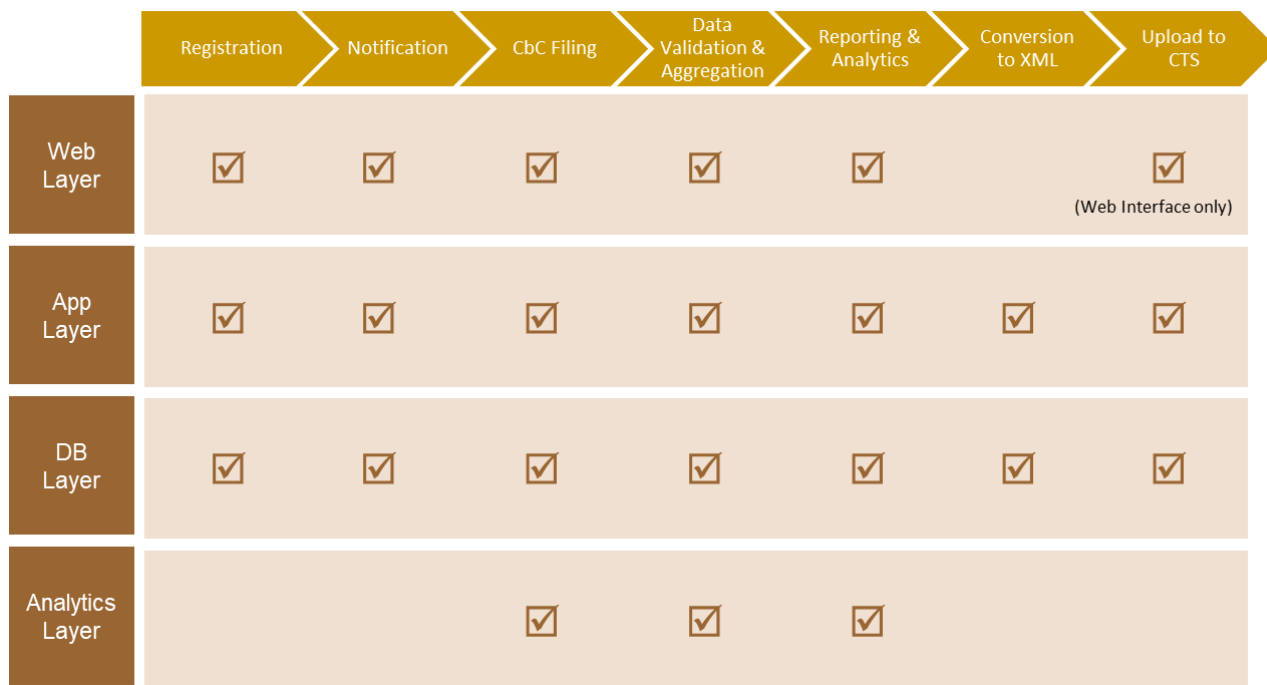 Registration
Notification
CbC Filing
Data
Validation &
Aggregation
Reporting &
Analytics
Conversion
to XML
Upload to
CTS
Web
Layer
(Web Interface only)
App
Layer
DB
Layer
Analytics
Layer